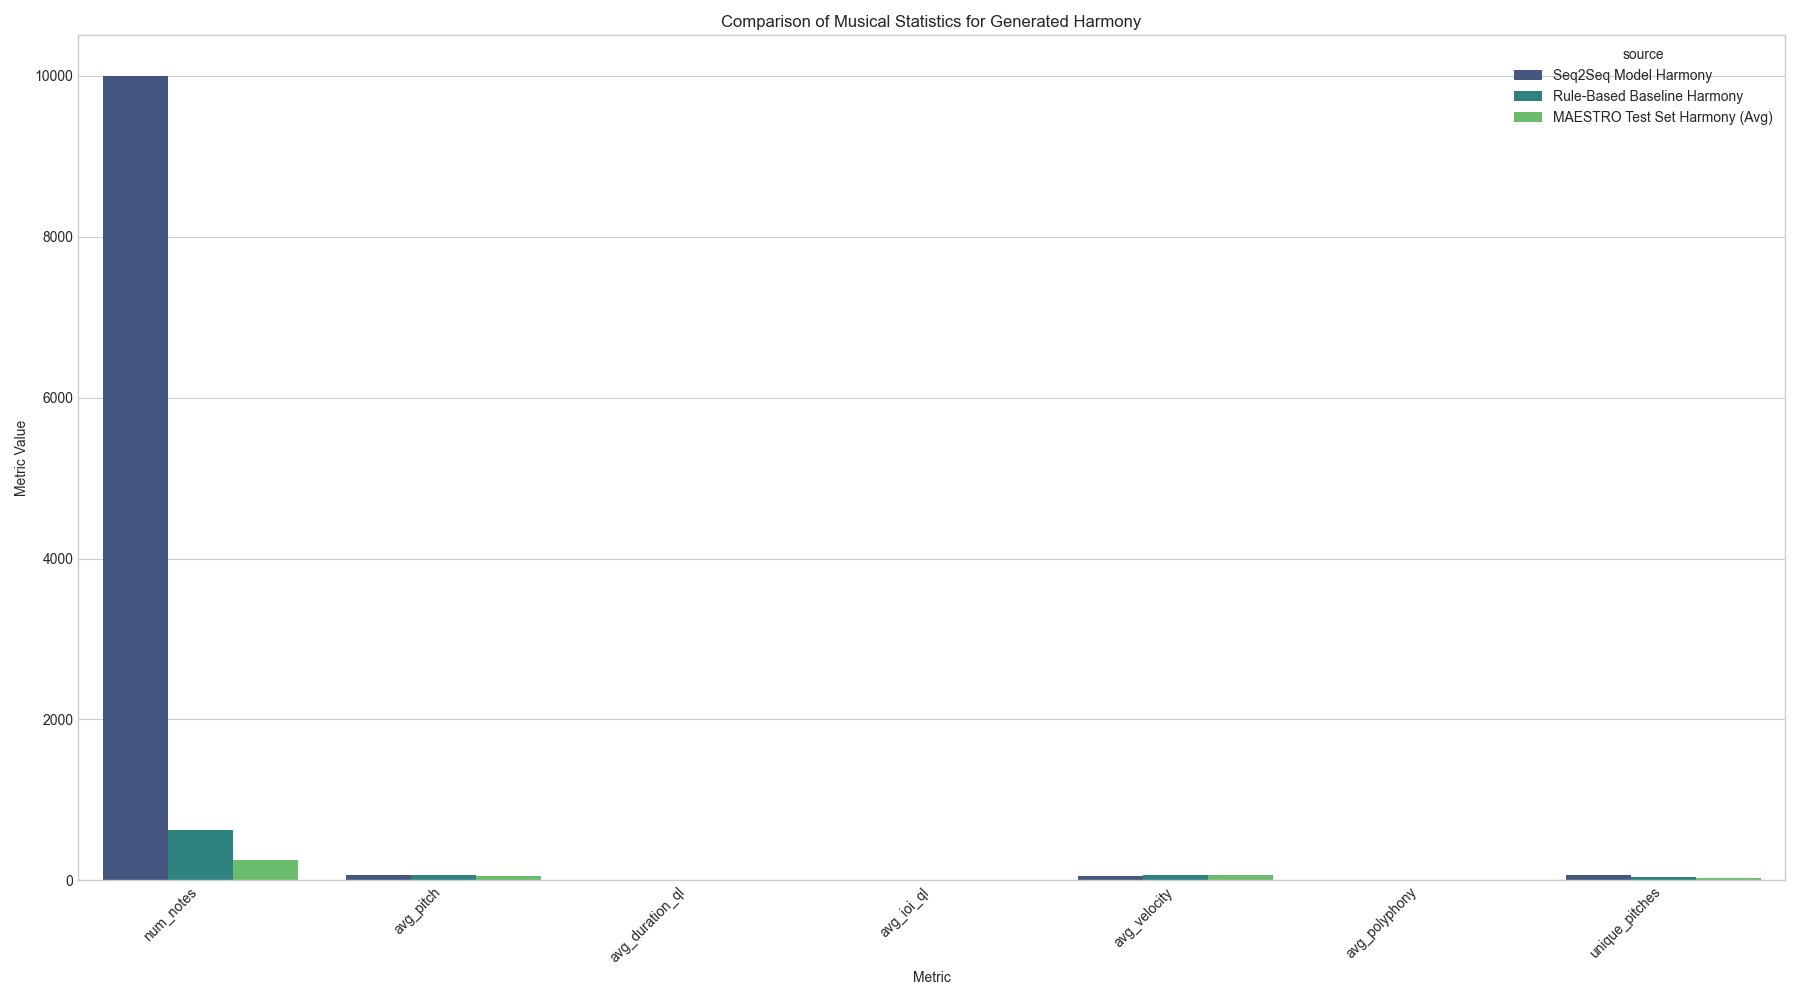 Comparison of Musical Statistics for Generated Harmony
source
Seq2Seq Model Harmony
Rule-Based Baseline Harmony
MAESTRO Test Set Harmony (Avg)
10000
8000
6000
4000
2000
0
Metric Value
num_notes
avg_pitch
avg_duration_ql
avg_ioi_ql
avg_velocity
avg_polyphony
unique_pitches
Metric